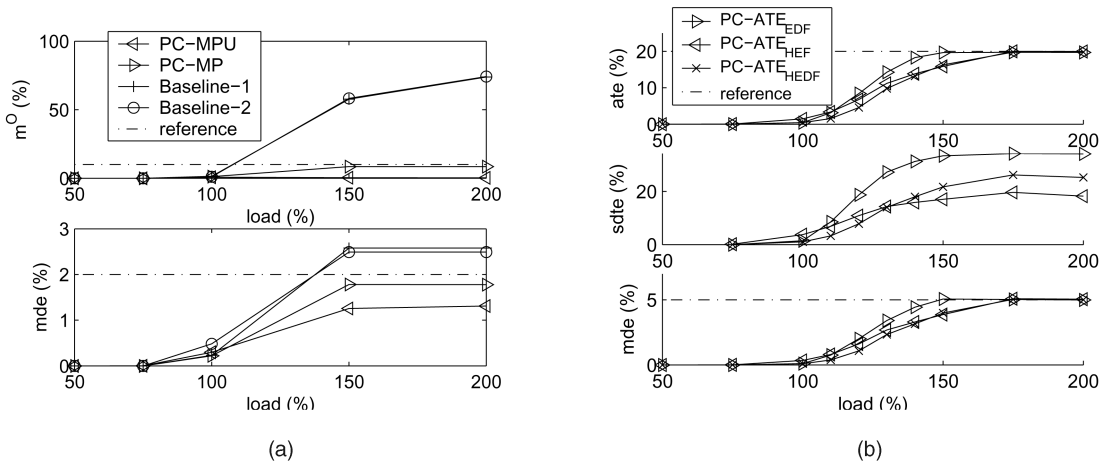 100
50
0
m^O (%)
PC−MPU
PC−MP
Baseline−1
Baseline−2
reference
50
100
150
200
load (%)
3
2
1
0
mde (%)
50
100
150
200
load (%)
(a)
PC−ATE_EDF
PC−ATE_HEF
PC−ATE_HEDF
reference
20
10
0
ate (%)
50
100
150
200
20
0
sdte (%)
50
100
150
200
5
0
mde (%)
50
100
150
200
load (%)
(b)